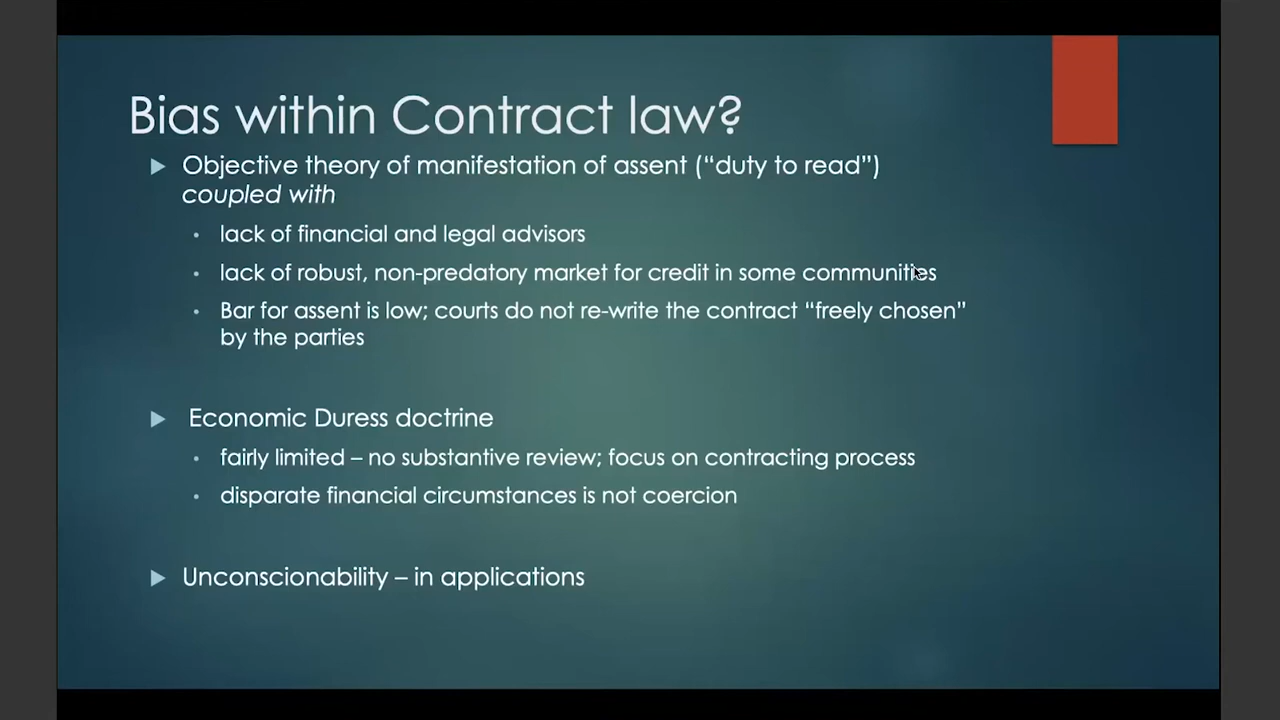 Bias within Contract law?
Objective theory of manifestation of assent (“duty to read”)
coupled with
lack of financial and legal advisors
lack of robust, non-predatory market for credit in some communities
Bar for assent is low; courts do not re-write the contract “freely chosen”
by the parties
Economic Duress doctrine
fairly limited – no substantive review; focus on contracting process
disparate financial circumstances is not coercion
Unconscionability – in applications